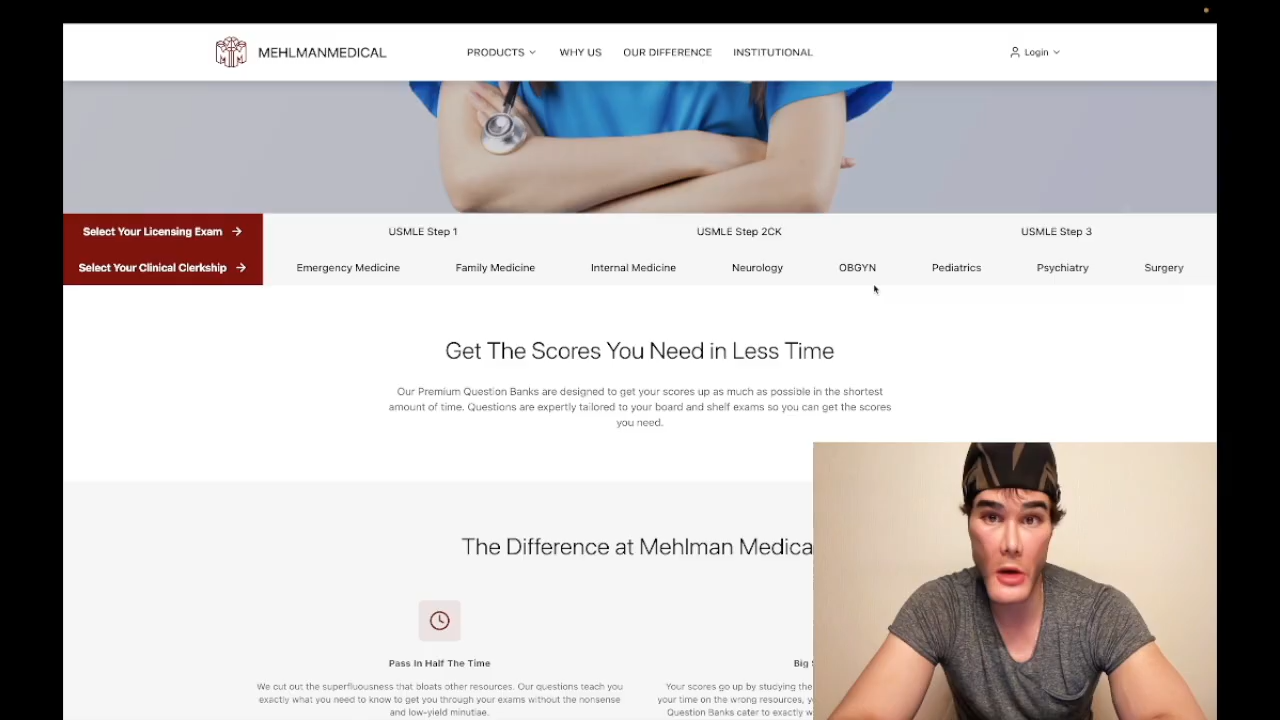 MEHLMANMEDICAL PRODUCTS WHY US OUR DIFFERENCE INSTITUTIONAL Login
Select Your Licensing Exam → USMLE Step 1 USMLE Step 2CK USMLE Step 3
Select Your Clinical Clerkship → Emergency Medicine Family Medicine Internal Medicine Neurology OBGYN Pediatrics Psychiatry Surgery
Get The Scores You Need in Less Time
Our Premium Question Banks are designed to get your scores up as much as possible in the shortest
amount of time. Questions are expertly tailored to your board and shelf exams so you can get the scores
you need.
The Difference at Mehlman Medica
Pass In Half The Time
We cut out the superfluousness that bloats other resources. Our questions teach you
exactly what you need to know to get you through your exams without the nonsense
and low-yield minutiae.
Big
Your scores go up by studying the
your time on the wrong resources,
Question Banks cater to exactly